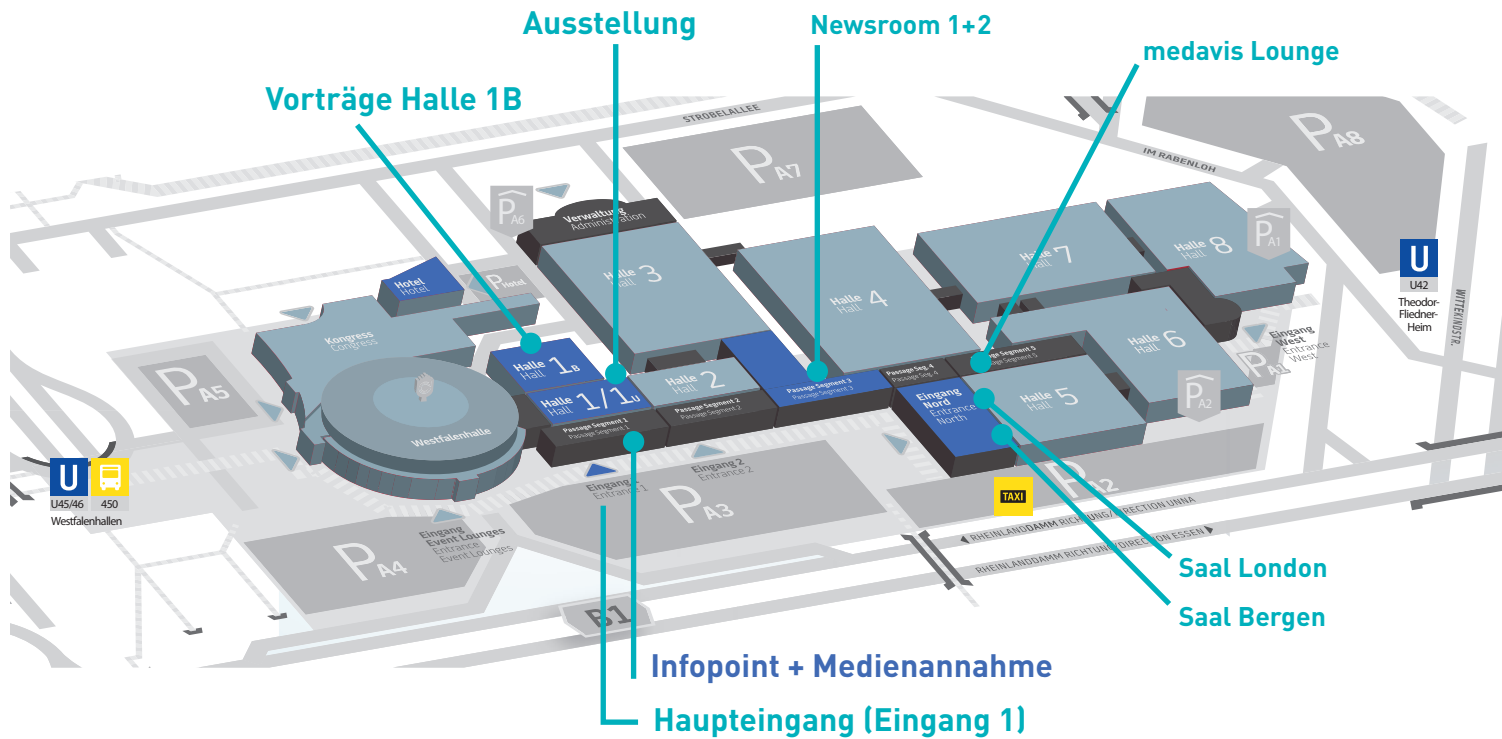 Ausstellung
Newsroom 1+2
medavis Lounge
Vorträge Halle 1B
STROBELALLEE
IM RABENLOH
WITTEKINDSTR.
P A8
P A7
P A6
Verwaltung
Administration
Halle
Hall 3
Halle
Hall 4
Halle
Hall 7
Halle
Hall 8
P A1
U
U42
Theodor-
Fliedner-
Heim
Hotel
Hotel
P Hotel
Kongress
Congress
Halle
Hall 1B
Halle
Hall 1/1U
Halle
Hall 2
Passage Segment 1
Passage Segment 1
Passage Segment 2
Passage Segment 2
Passage Segment 3
Passage Segment 3
Passage Seg. 4
Passage Seg. 4
Passage Segment 5
Passage Segment 5
Eingang
Nord
Entrance
North
Halle
Hall 5
Halle
Hall 6
Eingang
West
Entrance
West
P A1
P A2
P A5
Westfalenhalle
U
U45/46
450
Westfalenhallen
Eingang 1
Entrance 1
Eingang 2
Entrance 2
P A3
P A2
TAXI
Eingang
Event Lounges
Entrance
Event Lounges
P A4
RHEINLANDDAMM RICHTUNG/DIRECTION UNNA
RHEINLANDDAMM RICHTUNG/DIRECTION ESSEN
B1
Saal London
Saal Bergen
Infopoint + Medienannahme
Haupteingang (Eingang 1)